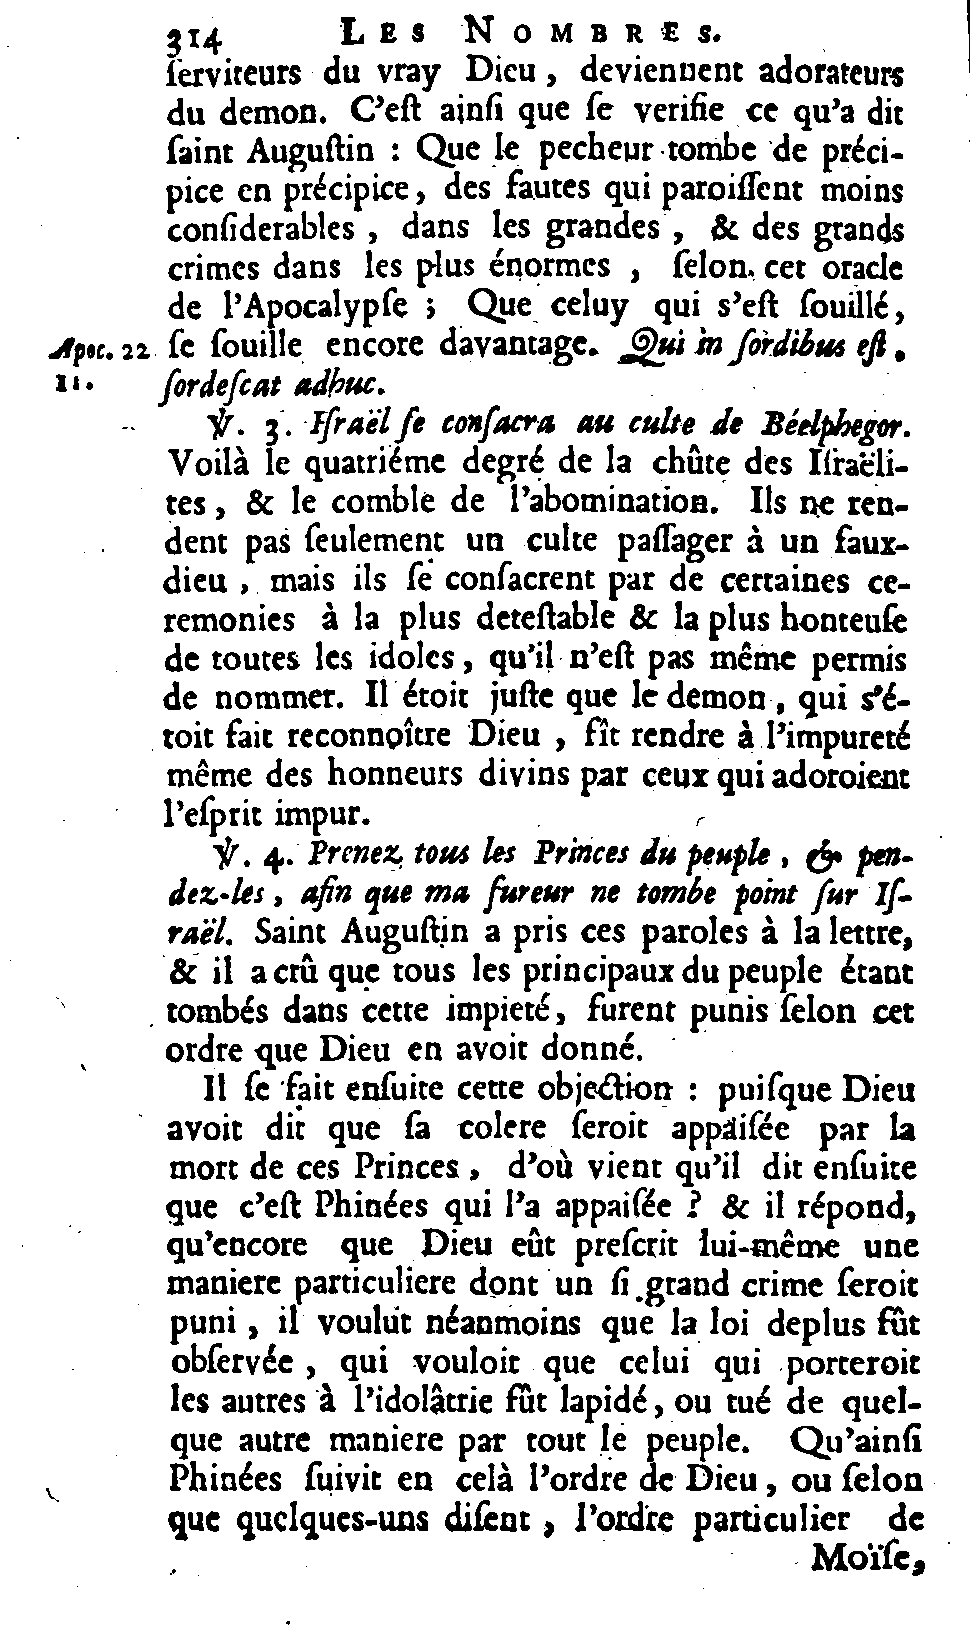 314 LES NOMBRES.
ſerviteurs du vray Dieu, deviennent adorateurs
du demon. C'eſt ainſi que ſe verifie ce qu'a dit
ſaint Auguſtin : Que le pecheur tombe de préci-
pice en précipice, des fautes qui paroiſſent moins
conſiderables, dans les grandes, & des grands
crimes dans les plus énormes, ſelon cet oracle
de l'Apocalypſe ; Que celuy qui s'eſt ſouillé,
Apoc. 22 ſe ſouille encore davantage. Qui in ſordibus eſt,
11. ſordeſcat adhuc.
℣. 3. Iſraël ſe conſacra au culte de Béelphegor.
Voilà le quatriéme degré de la chûte des Iſraëli-
tes, & le comble de l'abomination. Ils ne ren-
dent pas ſeulement un culte paſſager à un faux-
dieu, mais ils ſe conſacrent par de certaines ce-
remonies à la plus deteſtable & la plus honteuſe
de toutes les idoles, qu'il n'eſt pas même permis
de nommer. Il étoit juſte que le demon, qui s'é-
toit fait reconnoître Dieu, fît rendre à l'impureté
même des honneurs divins par ceux qui adoroient
l'eſprit impur.
℣. 4. Prenez tous les Princes du peuple, & pen-
dez-les, afin que ma fureur ne tombe point ſur Iſ-
raël. Saint Auguſtin a pris ces paroles à la lettre,
& il a crû que tous les principaux du peuple étant
tombés dans cette impieté, furent punis ſelon cet
ordre que Dieu en avoit donné.
Il ſe fait enſuite cette objection : puiſque Dieu
avoit dit que ſa colere ſeroit appaiſée par la
mort de ces Princes, d'où vient qu'il dit enſuite
que c'eſt Phinées qui l'a appaiſée ? & il répond,
qu'encore que Dieu eût preſcrit lui-même une
maniere particuliere dont un ſi grand crime ſeroit
puni, il voulut néanmoins que la loi deplus fût
obſervée, qui vouloit que celui qui porteroit
les autres à l'idolâtrie fût lapidé, ou tué de quel-
que autre maniere par tout le peuple. Qu'ainſi
Phinées ſuivit en celà l'ordre de Dieu, ou ſelon
que quelques-uns diſent, l'ordre particulier de
Moïſe,